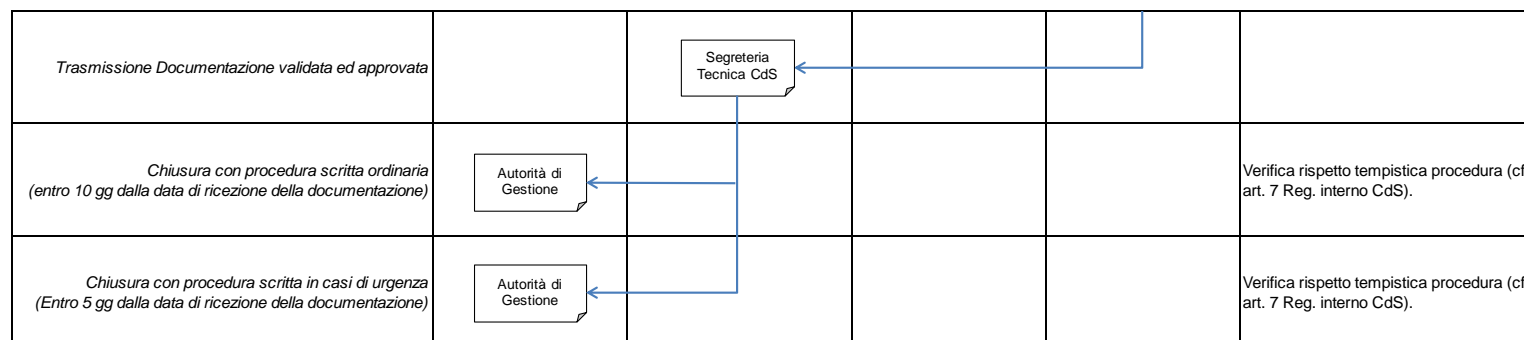 Trasmissione Documentazione validata ed approvata
Segreteria
Tecnica CdS
Chiusura con procedura scritta ordinaria
(entro 10 gg dalla data di ricezione della documentazione)
Autorità di
Gestione
Verifica rispetto tempistica procedura (cf
art. 7 Reg. interno CdS).
Chiusura con procedura scritta in casi di urgenza
(Entro 5 gg dalla data di ricezione della documentazione)
Autorità di
Gestione
Verifica rispetto tempistica procedura (cf
art. 7 Reg. interno CdS).